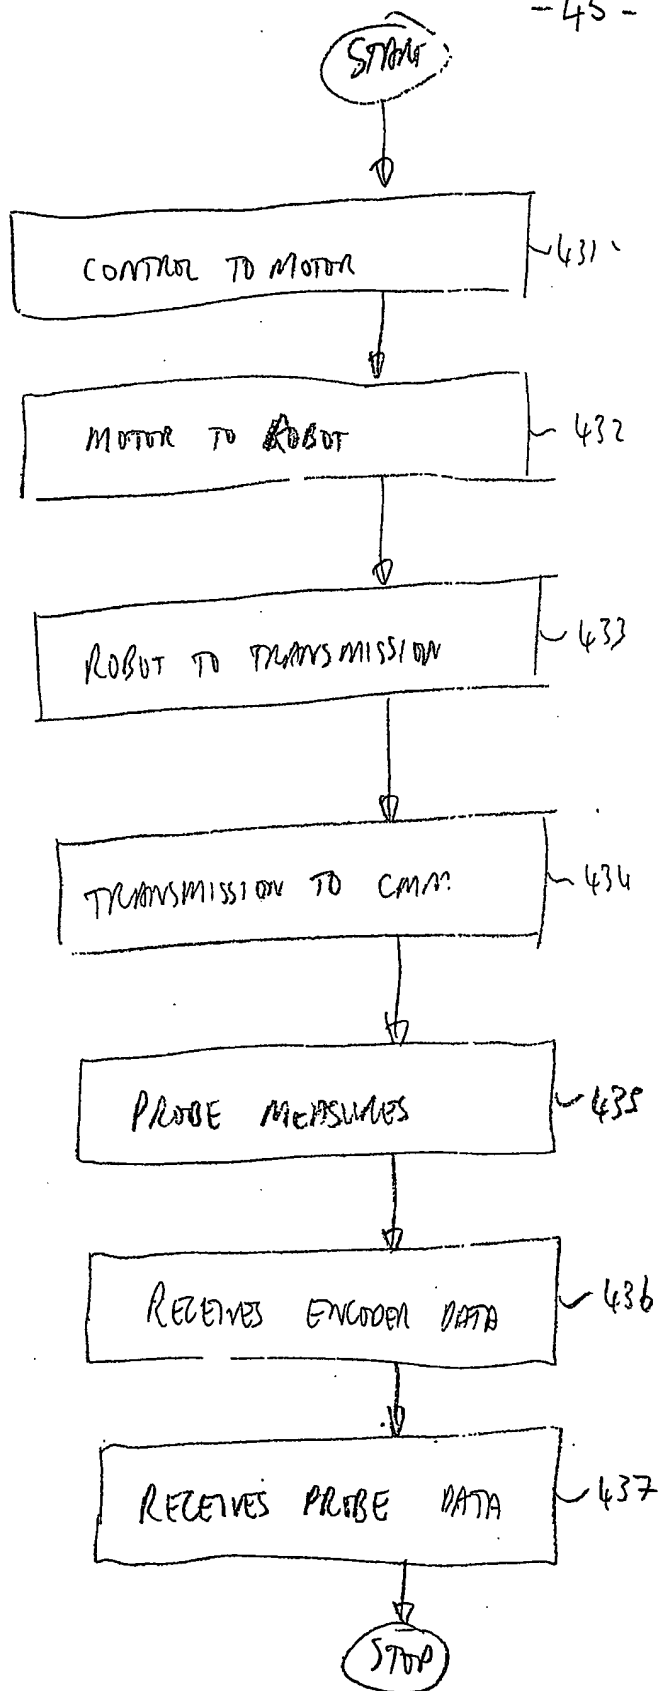 - 45 -
START
CONTROL TO MOTOR
431
MOTOR TO ROBOT
432
ROBOT TO TRANSMISSION
433
TRANSMISSION TO CMM
434
PROBE MEASURES
435
RECEIVES ENCODER DATA
436
RECEIVES PROBE DATA
437
STOP